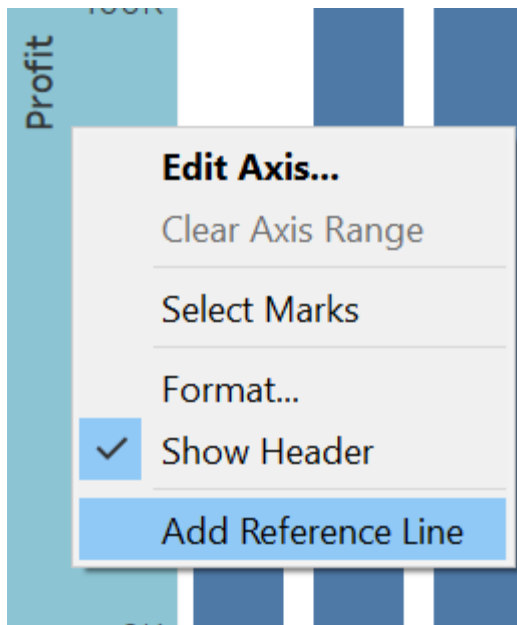 Profit
Edit Axis...
Clear Axis Range
Select Marks
Format...
Show Header
Add Reference Line